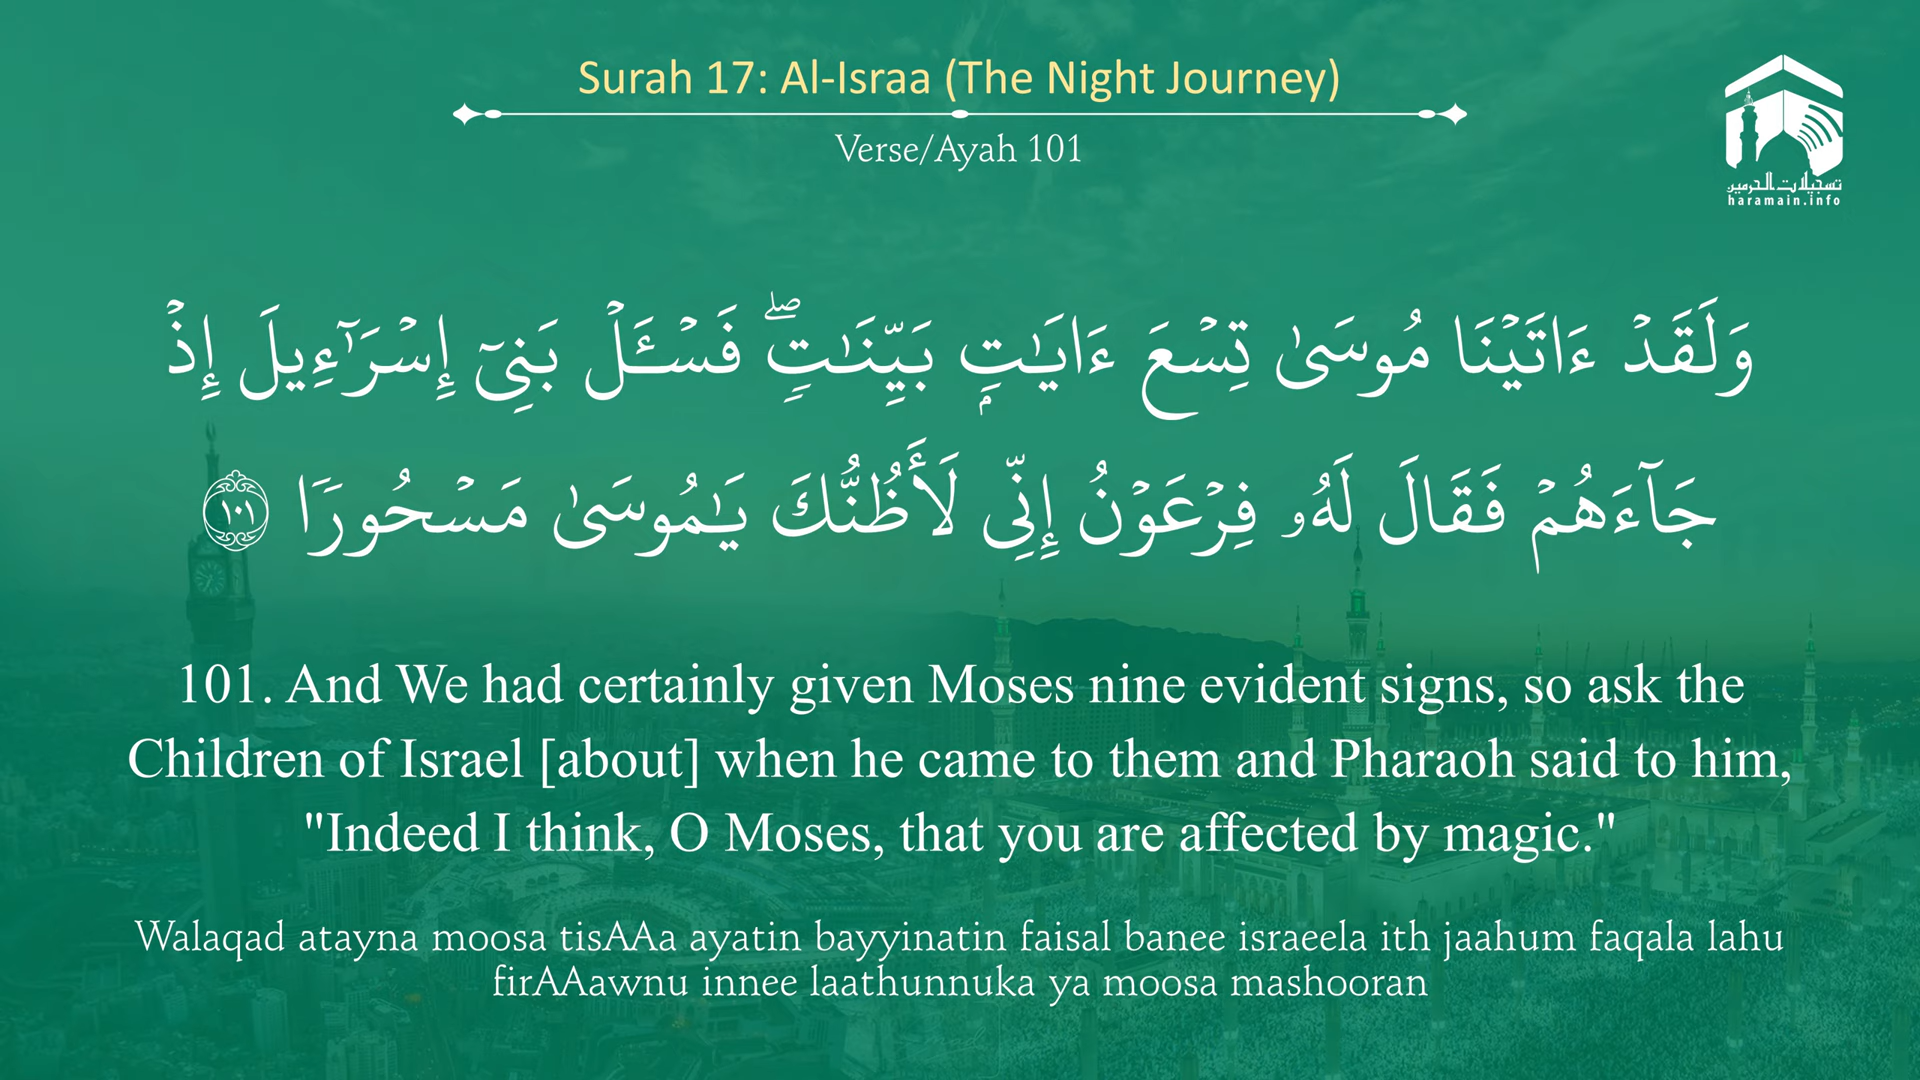 Surah 17: Al-Israa (The Night Journey)
Verse/Ayah 101
تسجيلات الحرمين
haramain.info
وَلَقَدْ ءَاتَيْنَا مُوسَىٰ تِسْعَ ءَايَـٰتٍۭ بَيِّنَـٰتٍۖ فَسْـَٔلْ بَنِىٓ إِسْرَٰٓءِيلَ إِذْ
جَآءَهُمْ فَقَالَ لَهُۥ فِرْعَوْنُ إِنِّى لَأَظُنُّكَ يَـٰمُوسَىٰ مَسْحُورًا ١٠١
101. And We had certainly given Moses nine evident signs, so ask the
Children of Israel [about] when he came to them and Pharaoh said to him,
"Indeed I think, O Moses, that you are affected by magic."
Walaqad atayna moosa tisAAa ayatin bayyinatin faisal banee israeela ith jaahum faqala lahu
firAAawnu innee laathunnuka ya moosa mashooran